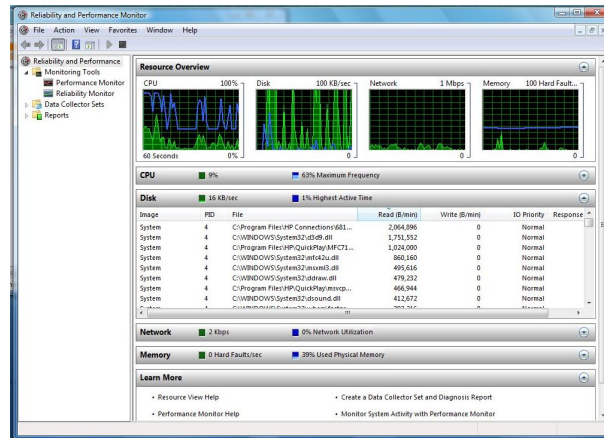 Reliability and Performance Monitor
File Action View Favorites Window Help
Reliability and Performance
Monitoring Tools
Performance Monitor
Reliability Monitor
Data Collector Sets
Reports
Resource Overview
CPU 100% Disk 100 KB/sec Network 1 Mbps Memory 100 Hard Fault...
60 Seconds 0% 0 0 0
CPU 9% 63% Maximum Frequency
Disk 16 KB/sec 1% Highest Active Time
Image PID File Read (B/min) Write (B/min) IO Priority Response
System 4 C:\Program Files\HP Connections\681... 2,064,896 0 Normal
System 4 C:\WINDOWS\System32\d3d9.dll 1,751,552 0 Normal
System 4 C:\Program Files\HP\QuickPlay\MFC71... 1,024,000 0 Normal
System 4 C:\WINDOWS\System32\mfc42u.dll 860,160 0 Normal
System 4 C:\WINDOWS\System32\msxml3.dll 495,616 0 Normal
System 4 C:\WINDOWS\System32\ddraw.dll 479,232 0 Normal
System 4 C:\Program Files\HP\QuickPlay\msvcp... 466,944 0 Normal
System 4 C:\WINDOWS\System32\dsound.dll 412,672 0 Normal
Network 2 Kbps 0% Network Utilization
Memory 0 Hard Faults/sec 39% Used Physical Memory
Learn More
Resource View Help
Create a Data Collector Set and Diagnosis Report
Performance Monitor Help
Monitor System Activity with Performance Monitor